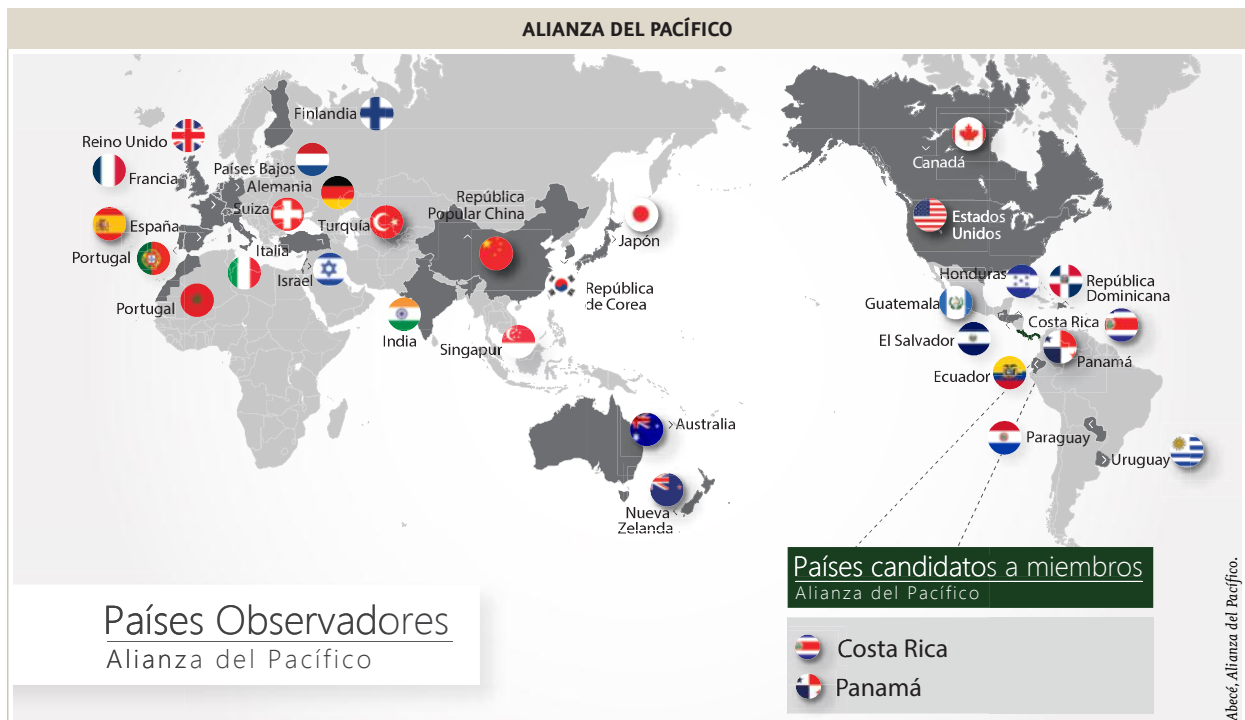 ALIANZA DEL PACÍFICO
Finlandia
Reino Unido
Países Bajos
Francia
Alemania
Suiza
España
Turquía
República
Popular China
Japón
Portugal
Italia
Israel
República
de Corea
Portugal
India
Singapur
Australia
Nueva
Zelanda
Canadá
Estados
Unidos
Honduras
República
Dominicana
Guatemala
Costa Rica
El Salvador
Panamá
Ecuador
Paraguay
Uruguay
Países Observadores
Alianza del Pacífico
Países candidatos a miembros
Alianza del Pacífico
Costa Rica
Panamá
Abecé, Alianza del Pacífico.